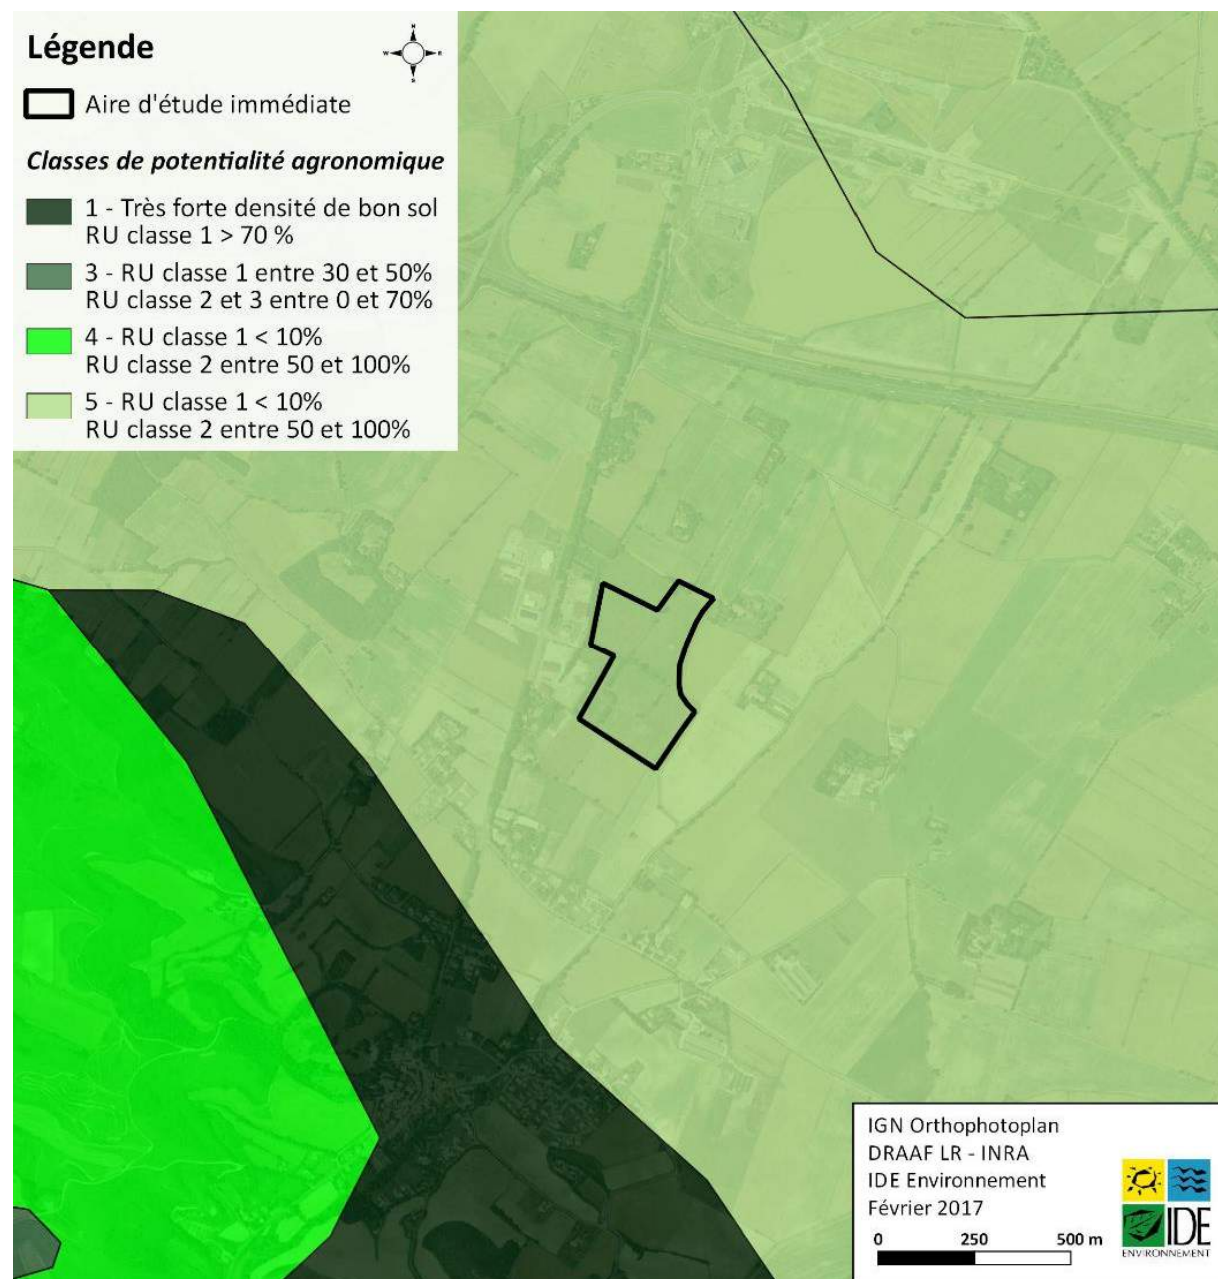 Légende
N
W E
S
Aire d'étude immédiate
Classes de potentialité agronomique
1 - Très forte densité de bon sol
RU classe 1 > 70 %
3 - RU classe 1 entre 30 et 50%
RU classe 2 et 3 entre 0 et 70%
4 - RU classe 1 < 10%
RU classe 2 entre 50 et 100%
5 - RU classe 1 < 10%
RU classe 2 entre 50 et 100%
IGN Orthophotoplan
DRAAF LR - INRA
IDE Environnement
Février 2017
0 250 500 m
IDE
ENVIRONNEMENT